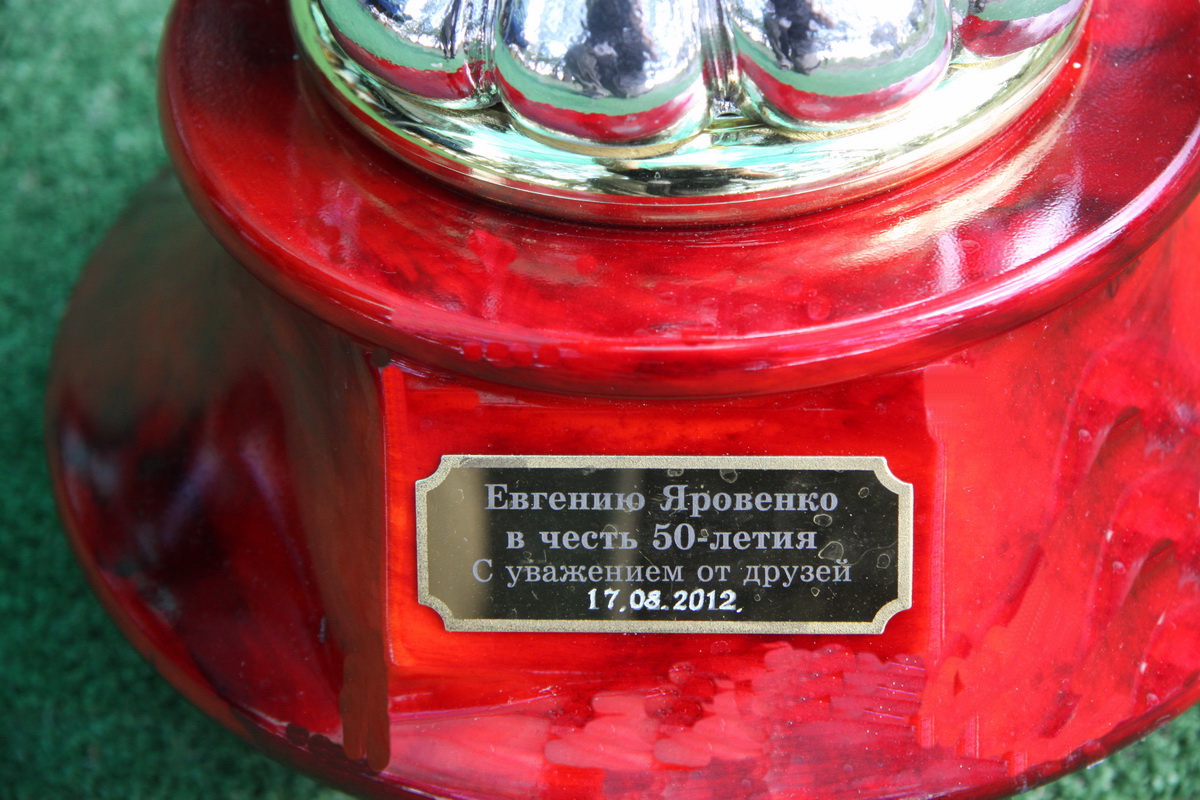 Евгению Яровенко
в честь 50-летия
С уважением от друзей
17.08.2012.